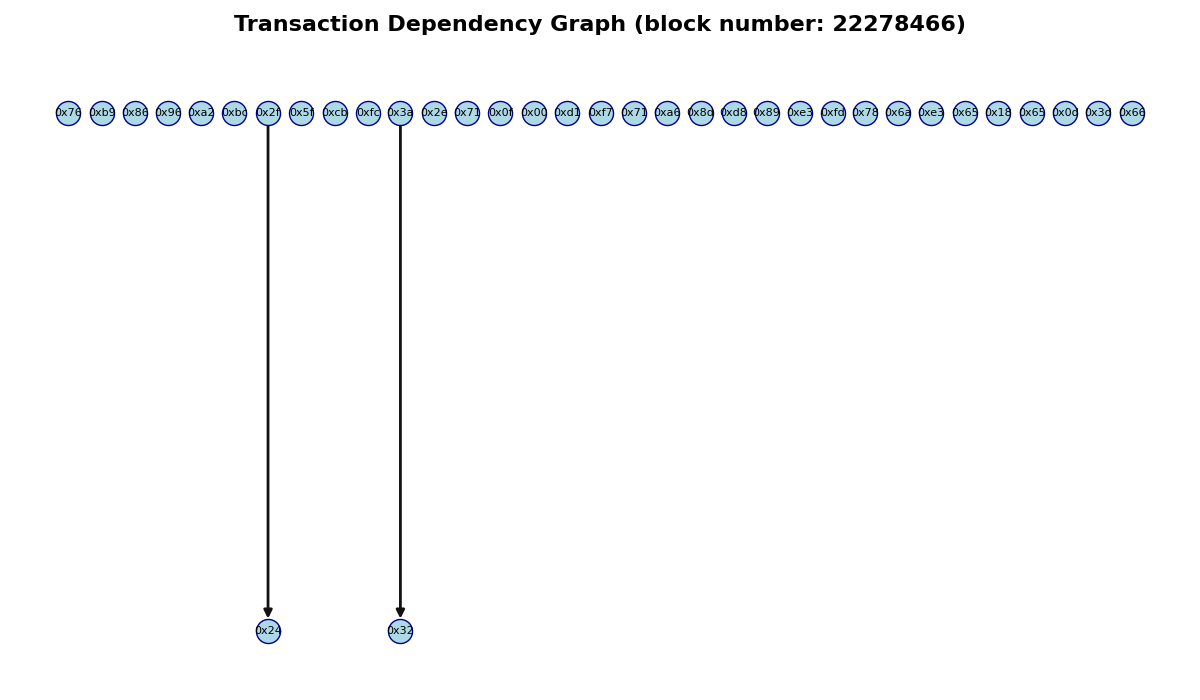 Transaction Dependency Graph (block number: 22278466)
0x76 0xb9 0x86 0x96 0xa2 0xbc 0x2f 0x5f 0xcb 0xfc 0x3a 0x2e 0x71 0x0f 0x00 0xd1 0xf7 0x71 0xa6 0x8d 0xd8 0x89 0xe3 0xfd 0x78 0x6a 0xe3 0x65 0x18 0x65 0x0d 0x3d 0x66
0x24 0x32